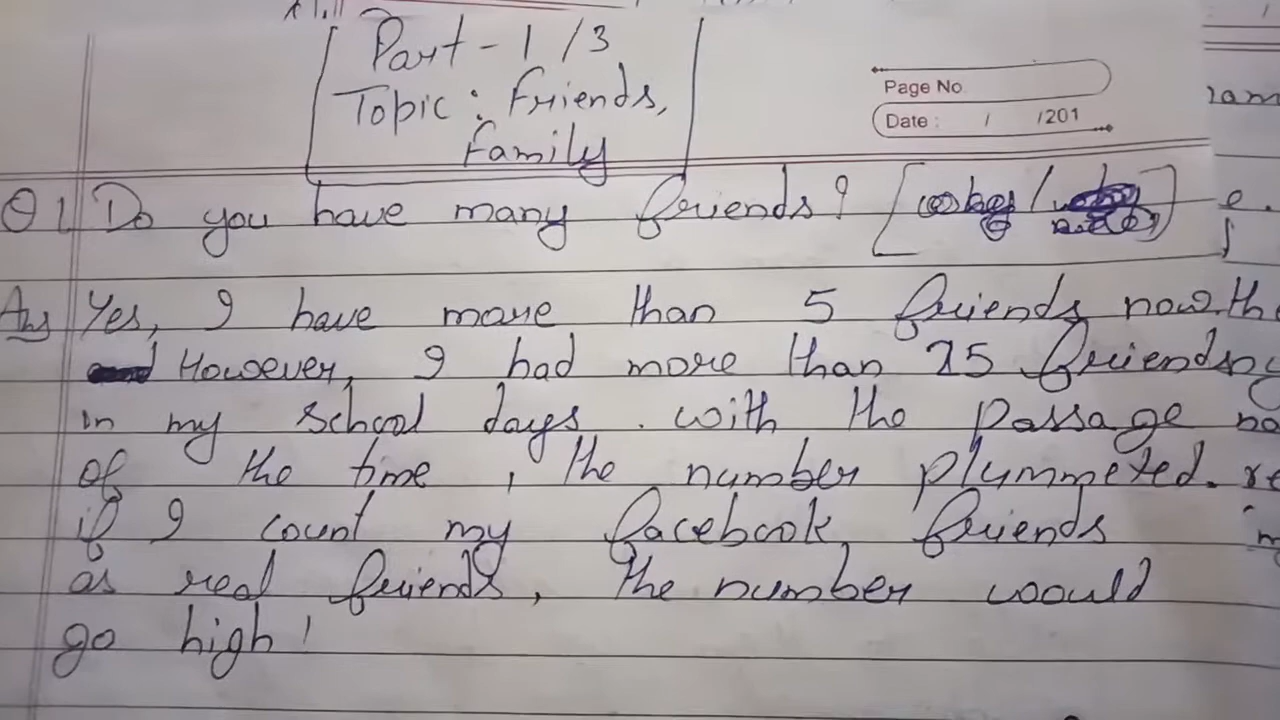 Part - 1 / 3
Topic : Friends,
Family
Page No.
Date : / /201
Q 1. Do you have many friends?
Ans Yes, I have more than 5 friends now.
However, I had more than 25 friends
in my school days. with the passage
of the time, the number plummeted.
if I count my facebook friends
as real friends, the number would
go high!